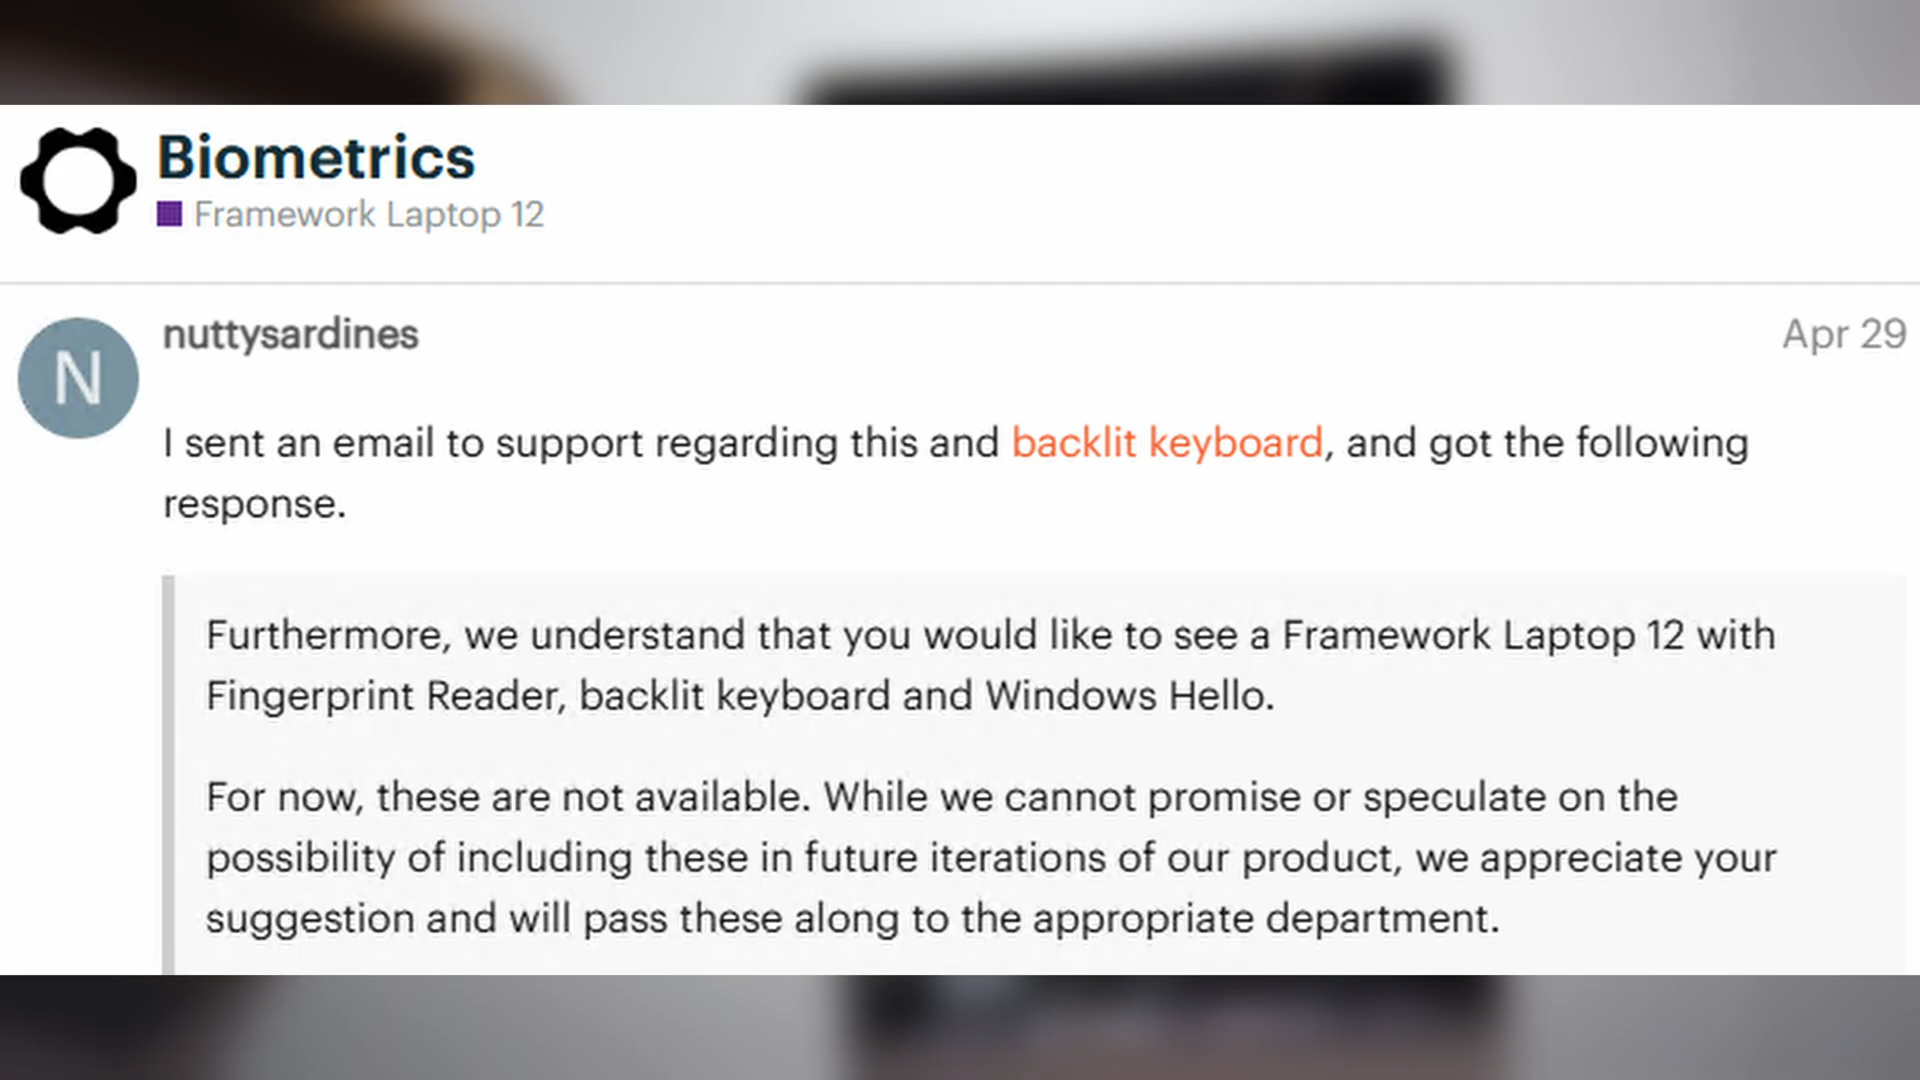 Biometrics
Framework Laptop 12
nuttysardines
Apr 29
N
I sent an email to support regarding this and backlit keyboard, and got the following
response.
Furthermore, we understand that you would like to see a Framework Laptop 12 with
Fingerprint Reader, backlit keyboard and Windows Hello.
For now, these are not available. While we cannot promise or speculate on the
possibility of including these in future iterations of our product, we appreciate your
suggestion and will pass these along to the appropriate department.